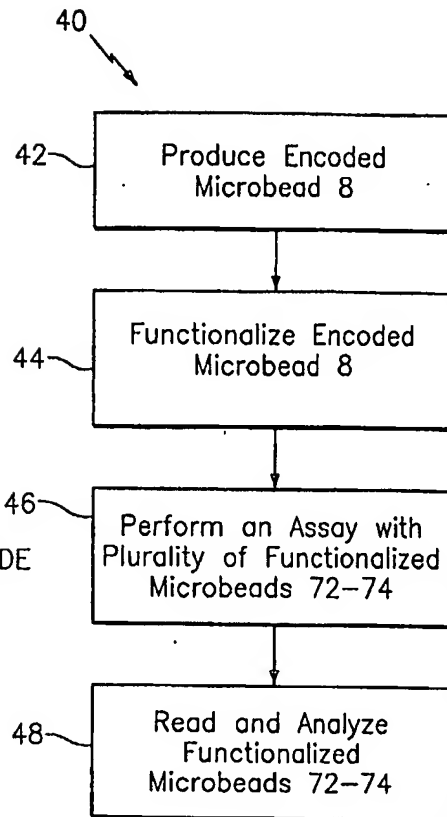 40
42
Produce Encoded
Microbead 8
44
Functionalize Encoded
Microbead 8
46
Perform an Assay with
DE
Plurality of Functionalized
Microbeads 72-74
48
Read and Analyze
Functionalized
Microbeads 72-74